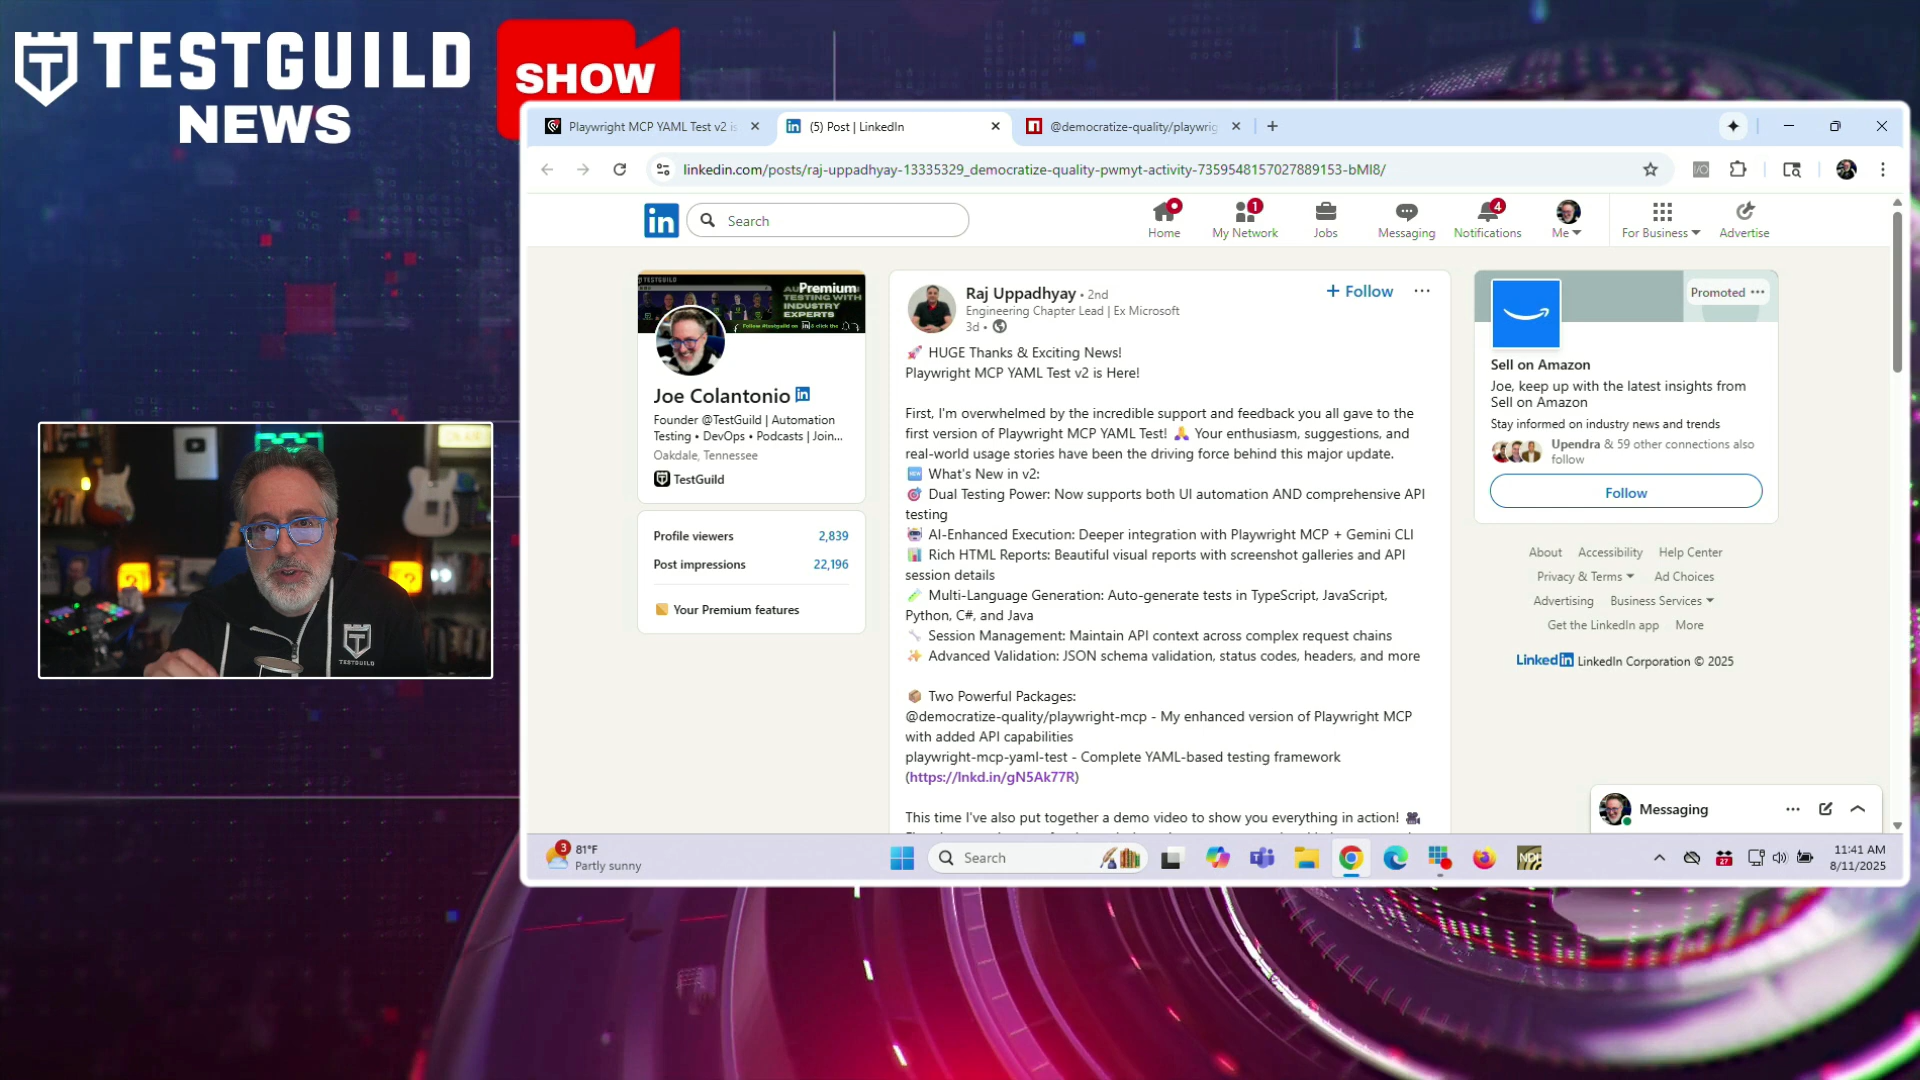 TESTGUILD
NEWS
SHOW
Playwright MCP YAML Test v2 is
(5) Post | LinkedIn
@democratize-quality/playwrig
linkedin.com/posts/raj-uppadhyay-13335329_democratize-quality-pwmyt-activity-7359548157027889153-bMI8/
Search
Home
1
My Network
Jobs
Messaging
4
Notifications
Me
For Business
Advertise
TESTGUILD
Premium
TESTING WITH
INDUSTRY
EXPERTS
Joe Colantonio
Founder @TestGuild | Automation
Testing • DevOps • Podcasts | Join...
Oakdale, Tennessee
TestGuild
Profile viewers 2,839
Post impressions 22,196
Your Premium features
Raj Uppadhyay • 2nd
Engineering Chapter Lead | Ex Microsoft
3d •
+ Follow
🚀 HUGE Thanks & Exciting News!
Playwright MCP YAML Test v2 is Here!
First, I'm overwhelmed by the incredible support and feedback you all gave to the
first version of Playwright MCP YAML Test! 🙏 Your enthusiasm, suggestions, and
real-world usage stories have been the driving force behind this major update.
🆕 What's New in v2:
🎯 Dual Testing Power: Now supports both UI automation AND comprehensive API
testing
🤖 AI-Enhanced Execution: Deeper integration with Playwright MCP + Gemini CLI
📊 Rich HTML Reports: Beautiful visual reports with screenshot galleries and API
session details
🧪 Multi-Language Generation: Auto-generate tests in TypeScript, JavaScript,
Python, C#, and Java
🔧 Session Management: Maintain API context across complex request chains
✨ Advanced Validation: JSON schema validation, status codes, headers, and more
📦 Two Powerful Packages:
@democratize-quality/playwright-mcp - My enhanced version of Playwright MCP
with added API capabilities
playwright-mcp-yaml-test - Complete YAML-based testing framework
(https://lnkd.in/gN5Ak77R)
This time I've also put together a demo video to show you everything in action! 🎥
Promoted
Sell on Amazon
Joe, keep up with the latest insights from
Sell on Amazon
Stay informed on industry news and trends
Upendra & 59 other connections also
follow
Follow
About Accessibility Help Center
Privacy & Terms Ad Choices
Advertising Business Services
Get the LinkedIn app More
LinkedIn LinkedIn Corporation © 2025
Messaging
TESTGUILD
3
81°F
Partly sunny
Search
NDI
27
11:41 AM
8/11/2025